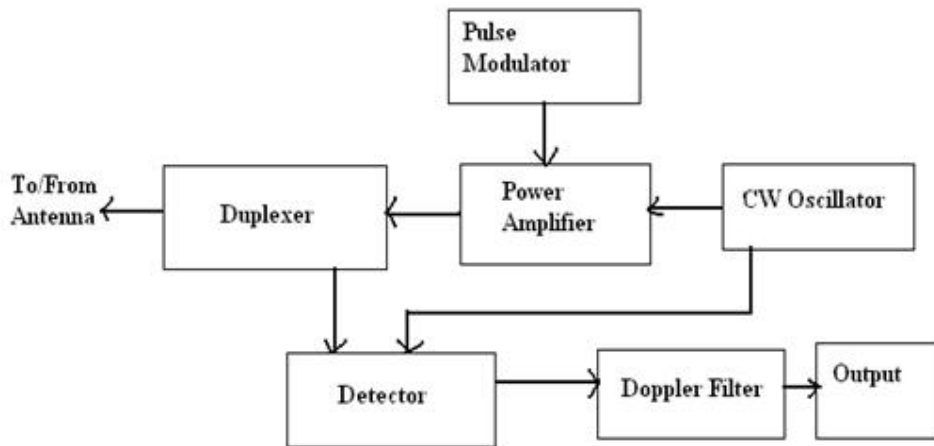 Pulse
Modulator
To/From
Antenna
Duplexer
Power
Amplifier
CW Oscillator
Detector
Doppler Filter
Output